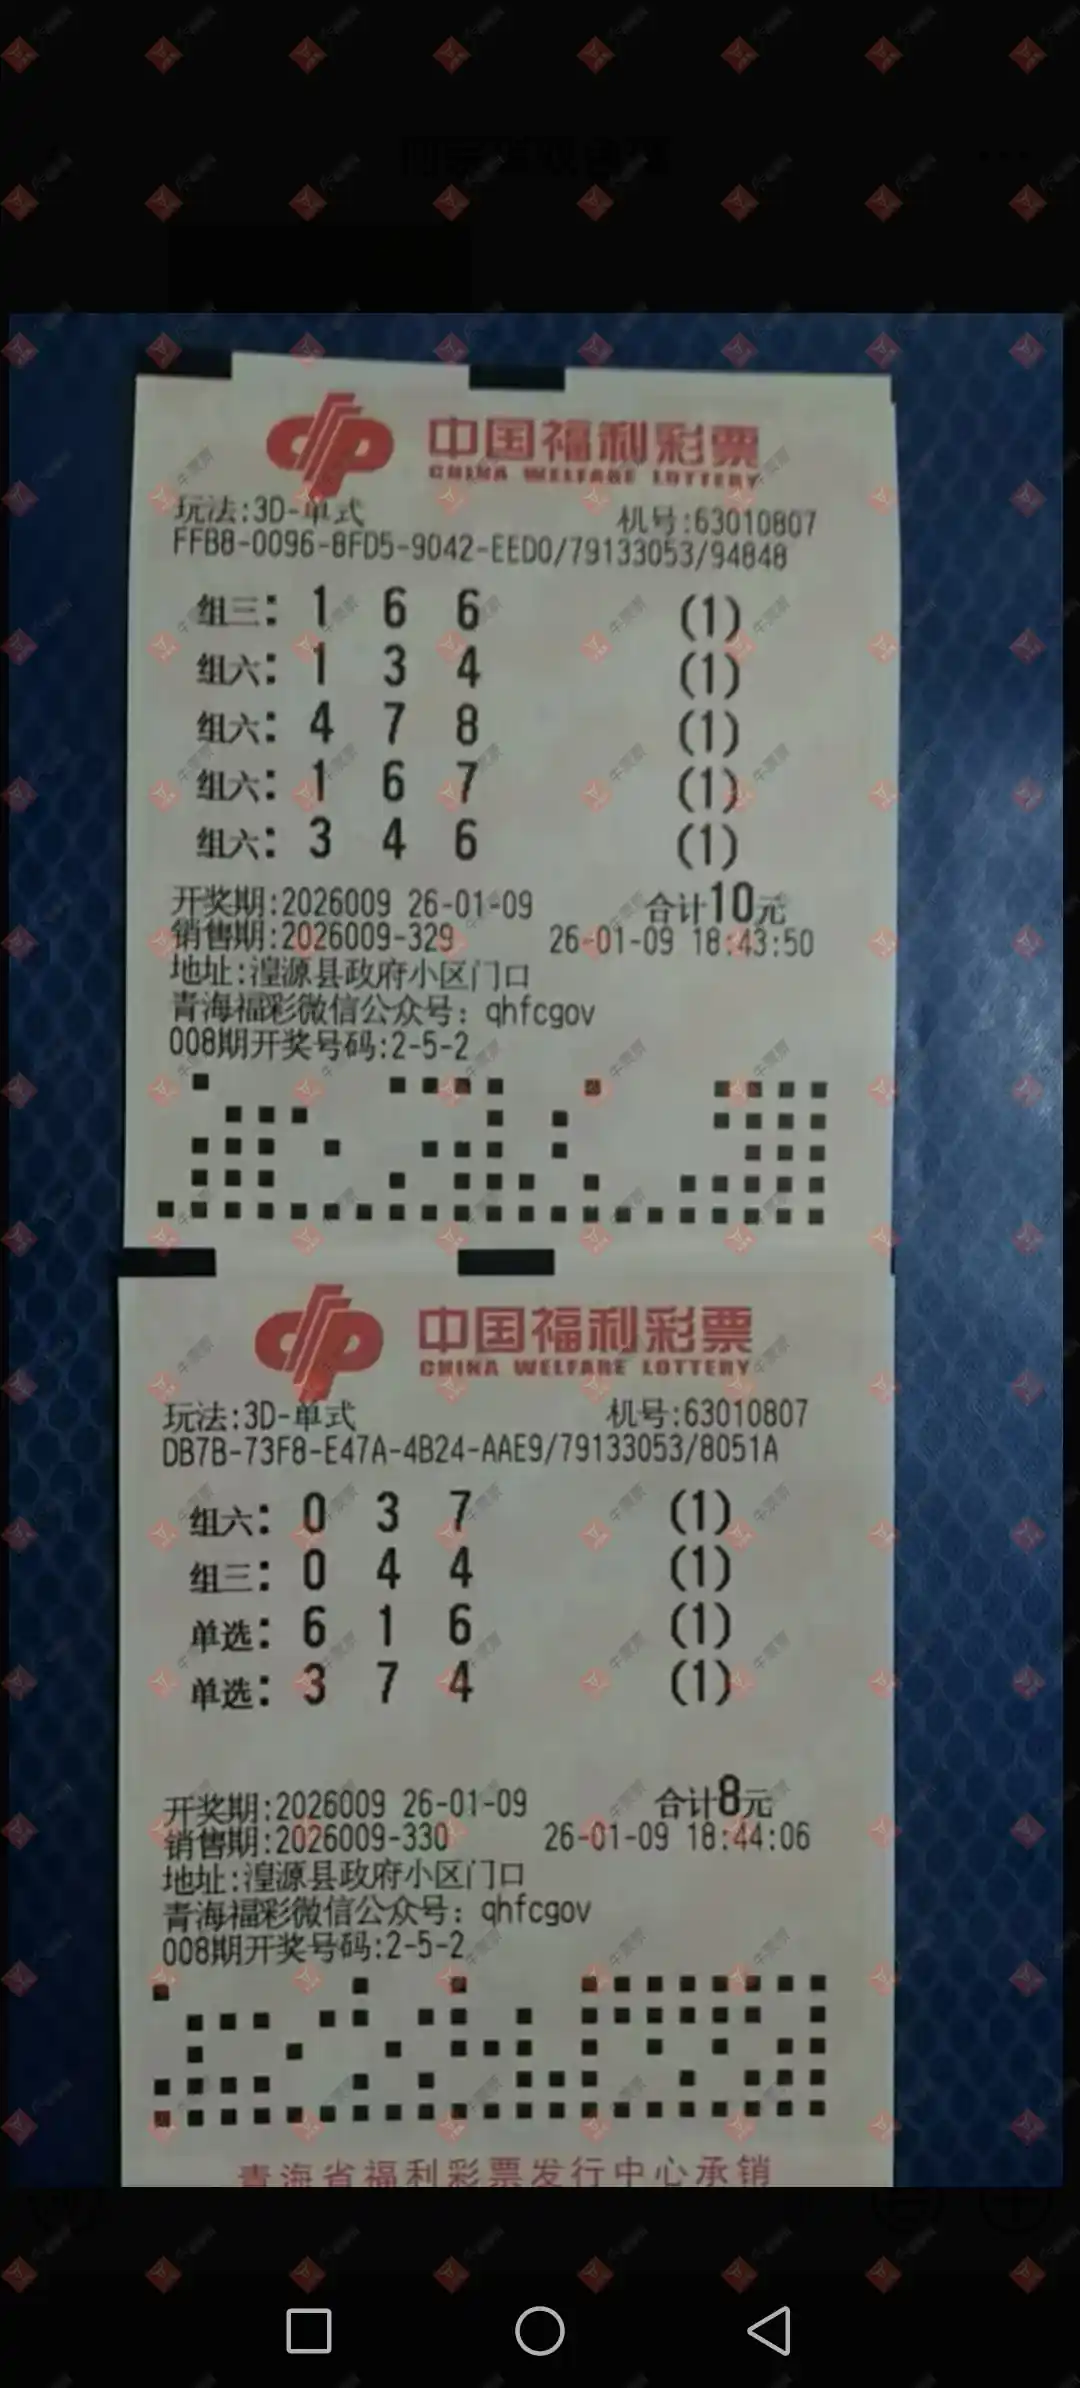 中国福利彩票
CHINA WELFARE LOTTERY
玩法:3D-单式 机号:63010807
FFB8-0096-8FD5-9042-EED0/79133053/94848
组三: 1 6 6 (1)
组六: 1 3 4 (1)
组六: 4 7 8 (1)
组六: 1 6 7 (1)
组六: 3 4 6 (1)
开奖期:2026009 26-01-09 合计10元
销售期:2026009-329 26-01-09 18:43:50
地址:湟源县政府小区门口
青海福彩微信公众号: qhfcgov
008期开奖号码:2-5-2
中国福利彩票
CHINA WELFARE LOTTERY
玩法:3D-单式 机号:63010807
DB7B-73F8-E47A-4B24-AAE9/79133053/8051A
组六: 0 3 7 (1)
组三: 0 4 4 (1)
单选: 6 1 6 (1)
单选: 3 7 4 (1)
开奖期:2026009 26-01-09 合计8元
销售期:2026009-330 26-01-09 18:44:06
地址:湟源县政府小区门口
青海福彩微信公众号: qhfcgov
008期开奖号码:2-5-2
青海省福利彩票发行中心承销